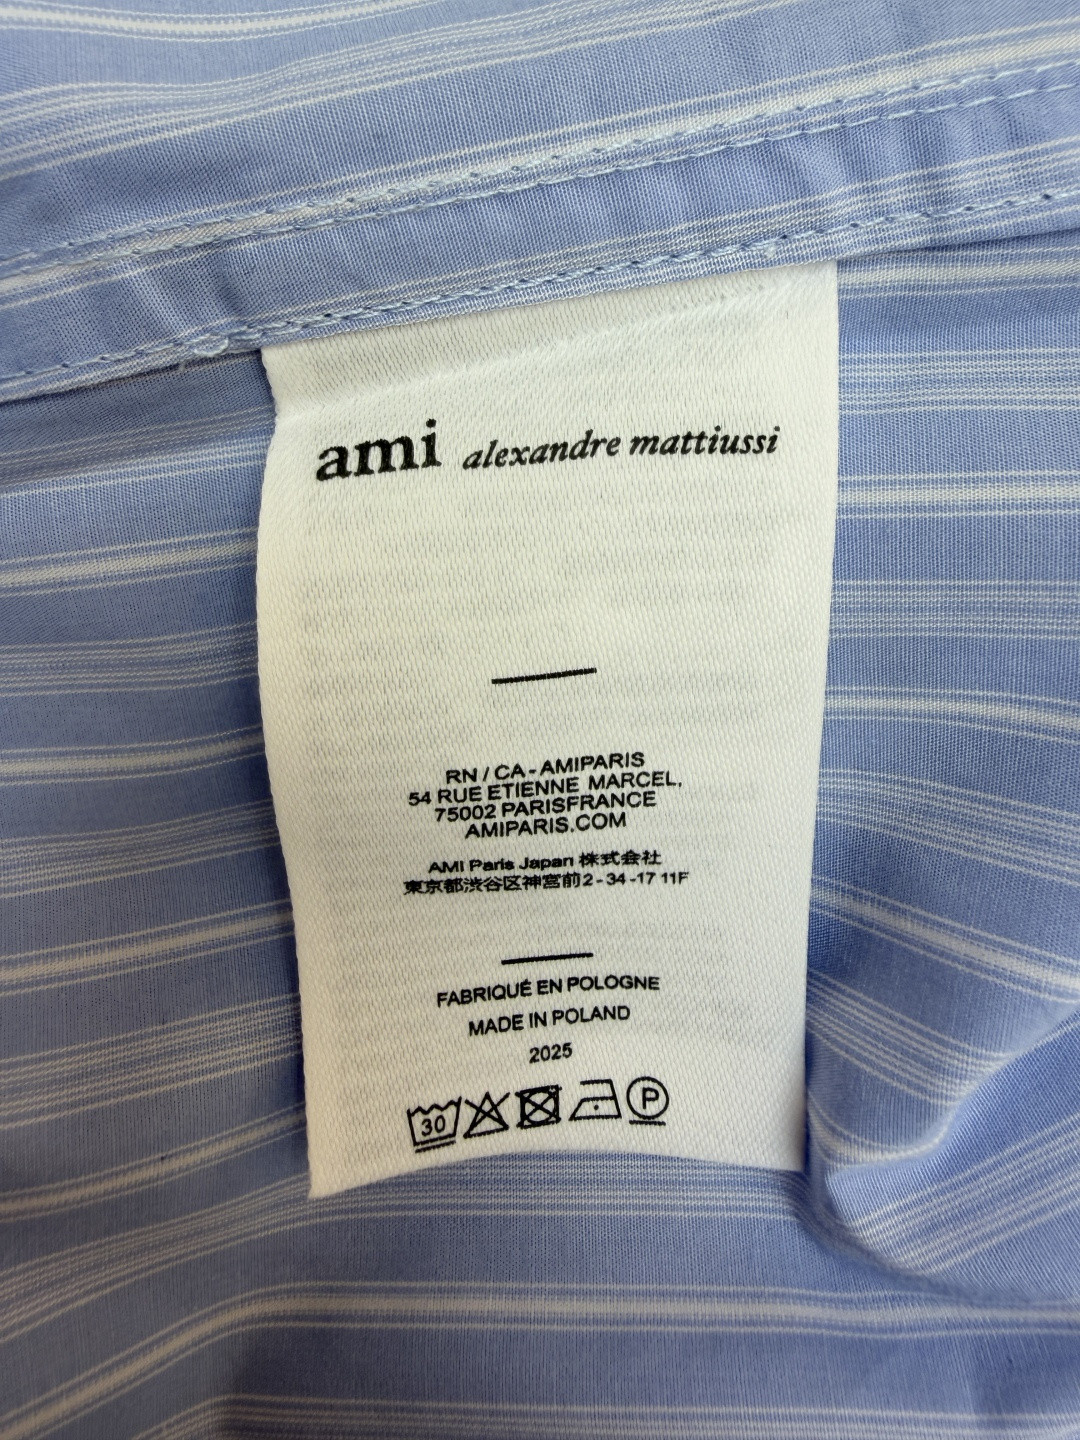 ami alexandre mattiussi
RN / CA - AMIPARIS
54 RUE ETIENNE MARCEL,
75002 PARISFRANCE
AMIPARIS.COM
AMI Paris Japan 株式会社
東京都渋谷区神宮前2-34-17 11F
FABRIQUÉ EN POLOGNE
MADE IN POLAND
2025
30 P